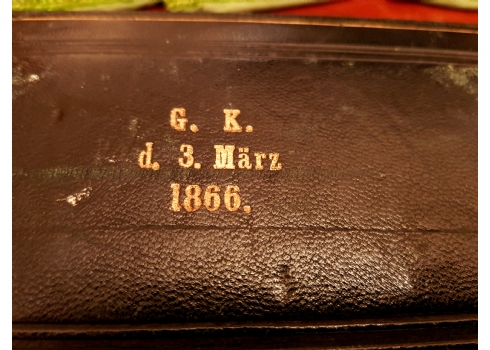 G. K.
d. 3. März
1866.